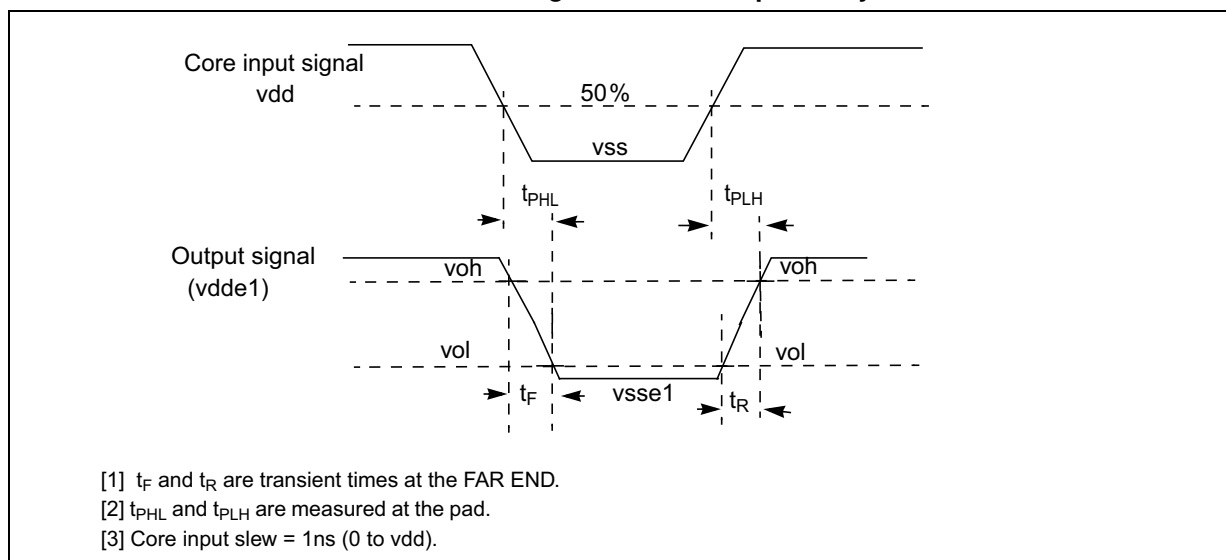 Core input signal
vdd
50%
vss
tPHL
tPLH
Output signal
(vdde1)
voh
voh
vol
vol
tF
vsse1
tR
[1] tF and tR are transient times at the FAR END.
[2] tPHL and tPLH are measured at the pad.
[3] Core input slew = 1ns (0 to vdd).